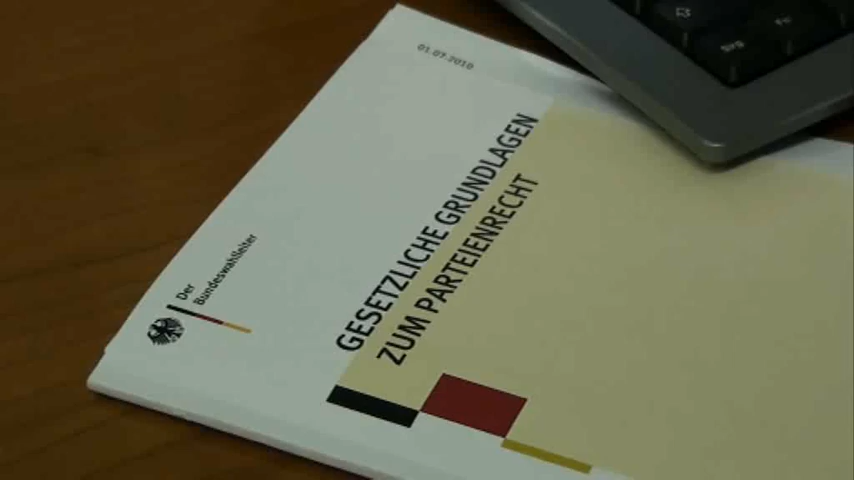 01.07.2010
GESETZLICHE GRUNDLAGEN
ZUM PARTEIENRECHT
Der
Bundeswahlleiter